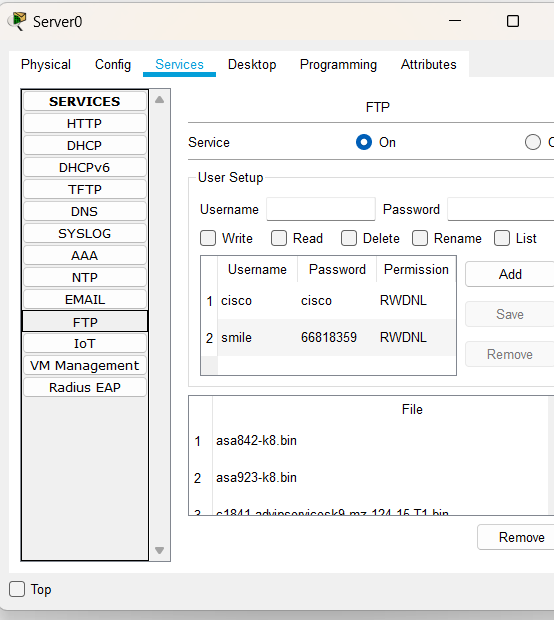 Server0
Physical Config Services Desktop Programming Attributes
SERVICES
HTTP
DHCP
DHCPv6
TFTP
DNS
SYSLOG
AAA
NTP
EMAIL
FTP
IoT
VM Management
Radius EAP
FTP
Service On
User Setup
Username Password
Write Read Delete Rename List
Username Password Permission
1 cisco cisco RWDNL
2 smile 66818359 RWDNL
Add
Save
Remove
File
1 asa842-k8.bin
2 asa923-k8.bin
3 c1841-advipservicesk9-mz.124-15.T1.bin
Remove
Top